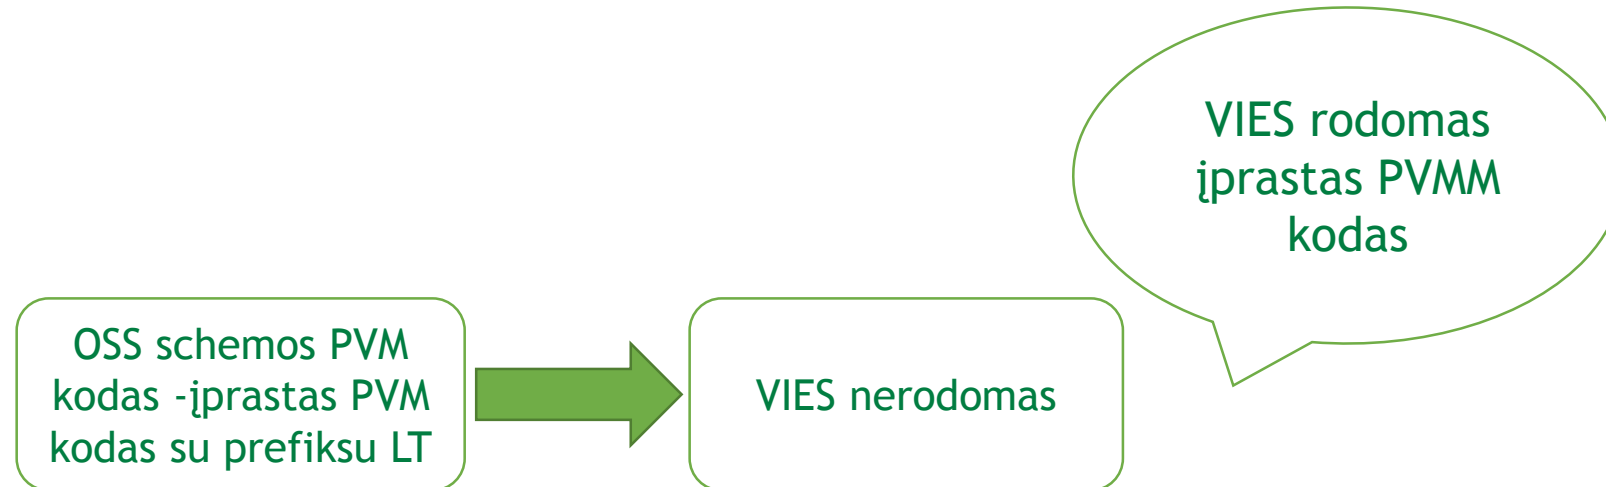 VIES rodomas
įprastas PVMM
kodas
OSS schemos PVM
kodas -įprastas PVM
kodas su prefiksu LT
VIES nerodomas